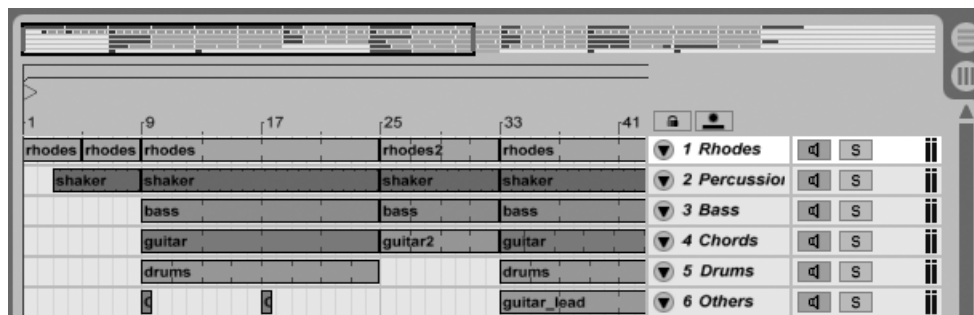 1 9 17 25 33 41
rhodes rhodes rhodes rhodes2 rhodes 1 Rhodes S
shaker shaker shaker shaker 2 Percussion S
bass bass bass 3 Bass S
guitar guitar2 guitar 4 Chords S
drums drums 5 Drums S
guitar_lead 6 Others S